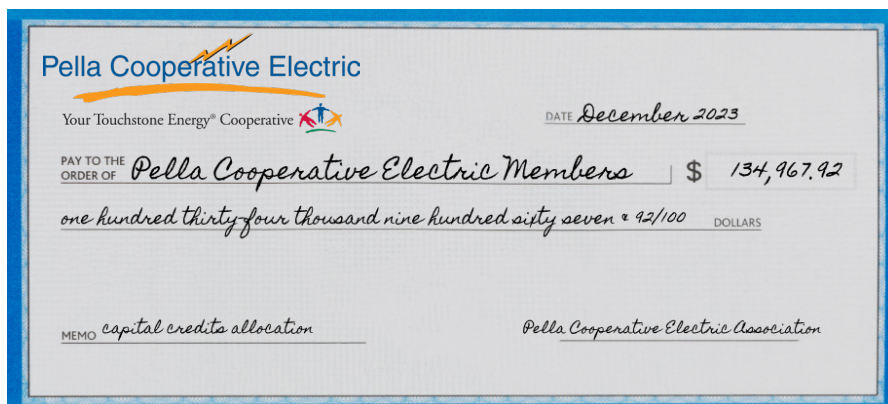 Pella Cooperative Electric
Your Touchstone Energy® Cooperative
DATE December 2023
PAY TO THE ORDER OF Pella Cooperative Electric Members $ 134,967.92
one hundred thirty-four thousand nine hundred sixty seven & 92/100 DOLLARS
MEMO capital credits allocation
Pella Cooperative Electric Association